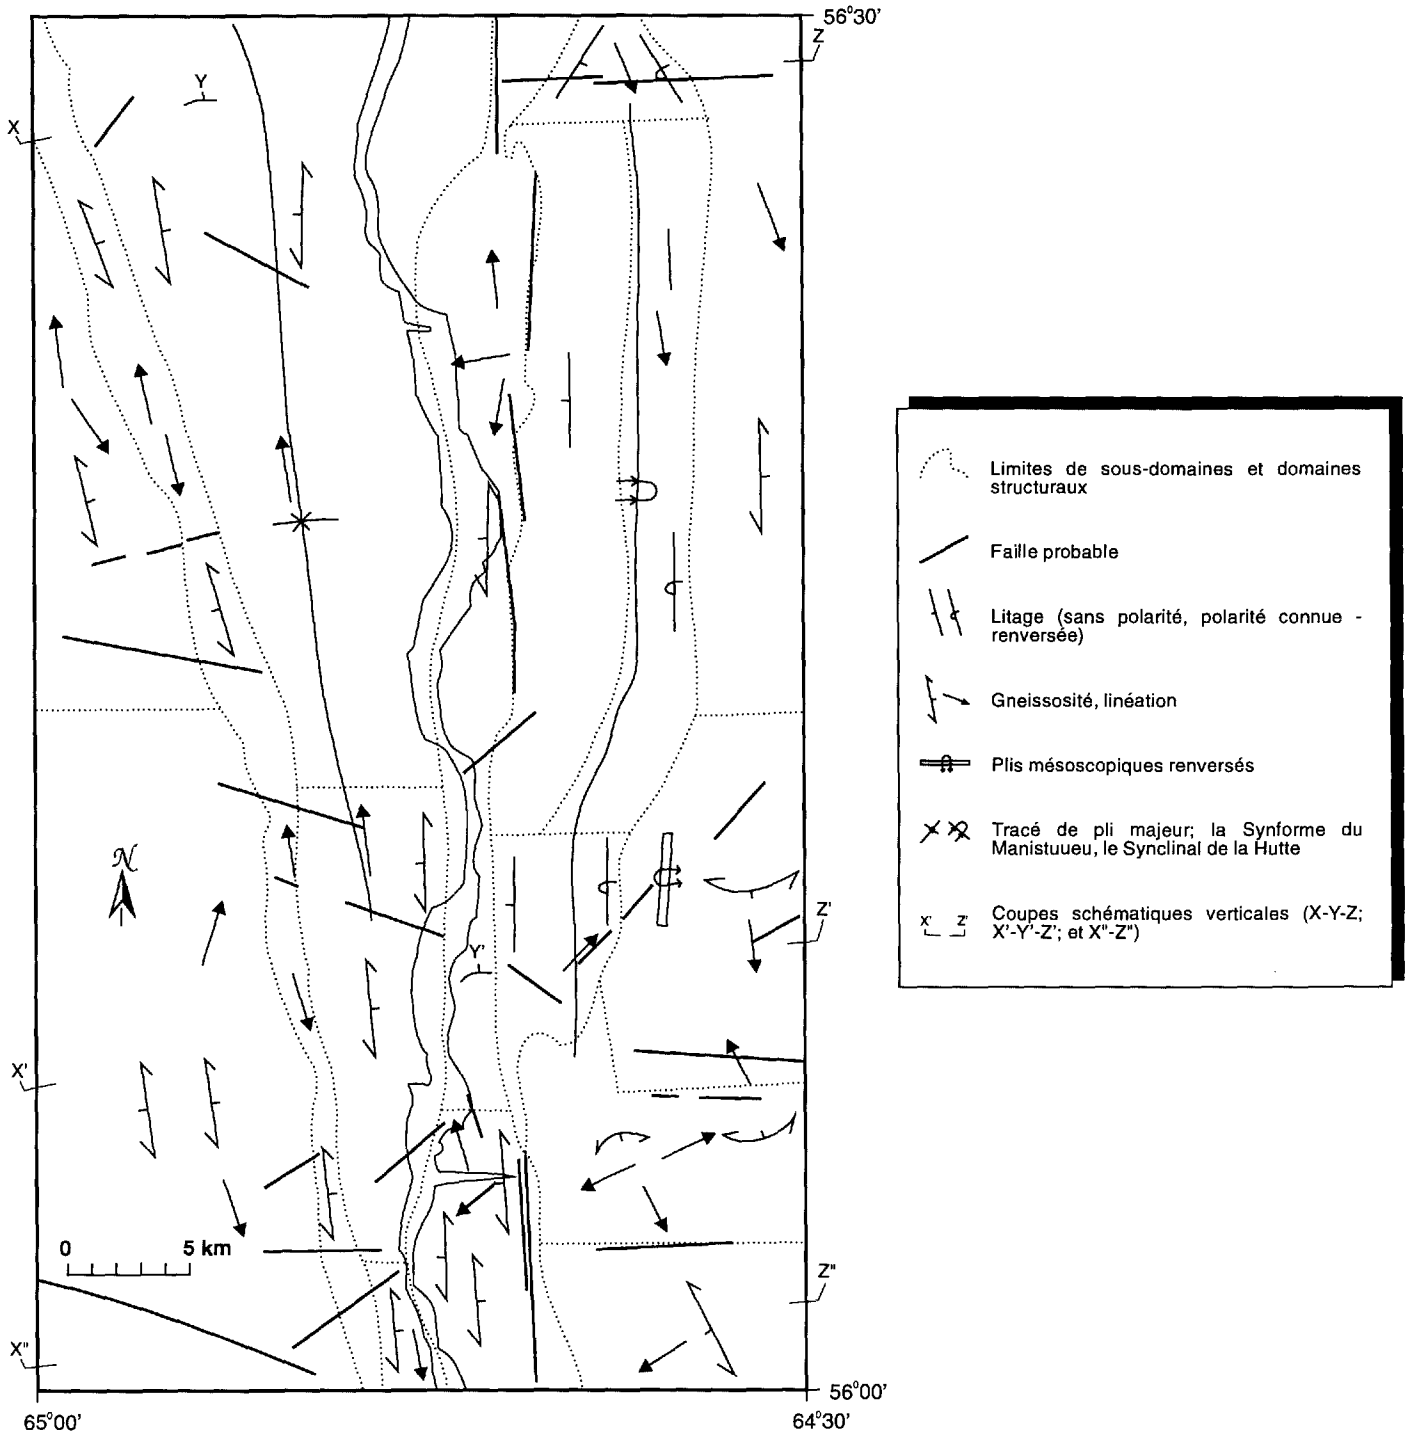 56°30'
Z
Y
X
Z'
N
Y'
X'
0 5 km
Z"
X"
56°00'
65°00'
64°30'
Limites de sous-domaines et domaines
structuraux
Faille probable
Litage (sans polarité, polarité connue -
renversée)
Gneissosité, linéation
Plis mésoscopiques renversés
Tracé de pli majeur; la Synforme du
Manistuueu, le Synclinal de la Hutte
X' Z'
Coupes schématiques verticales (X-Y-Z;
X'-Y'-Z'; et X"-Z")